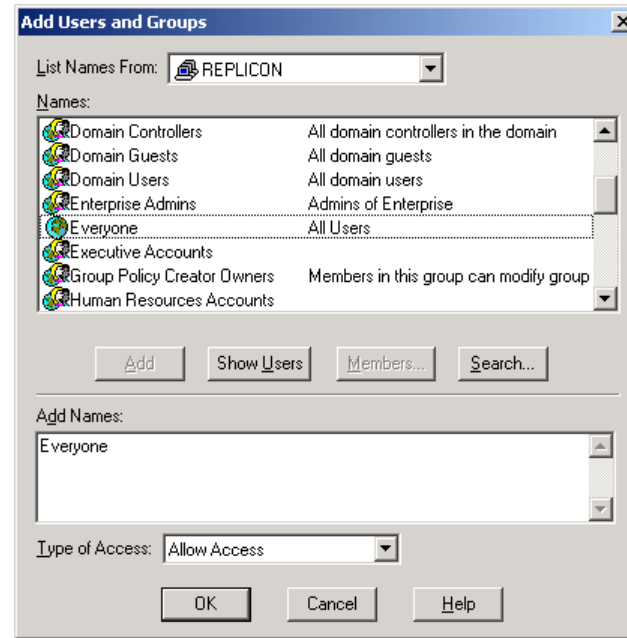 Add Users and Groups
List Names From: REPLICON
Names:
Domain Controllers All domain controllers in the domain
Domain Guests All domain guests
Domain Users All domain users
Enterprise Admins Admins of Enterprise
Everyone All Users
Executive Accounts
Group Policy Creator Owners Members in this group can modify group
Human Resources Accounts
Add Show Users Members... Search...
Add Names:
Everyone
Type of Access: Allow Access
OK Cancel Help